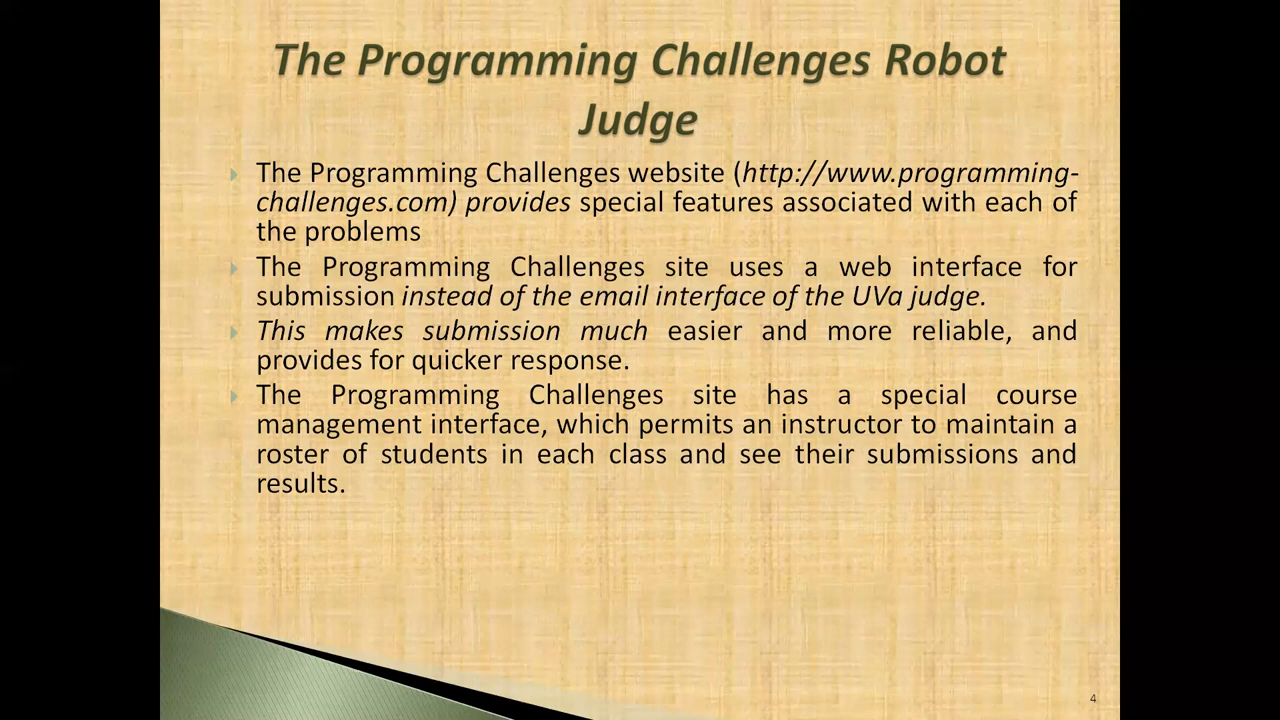 The Programming Challenges Robot
Judge
The Programming Challenges website (http://www.programming-
challenges.com) provides special features associated with each of
the problems
The Programming Challenges site uses a web interface for
submission instead of the email interface of the UVa judge.
This makes submission much easier and more reliable, and
provides for quicker response.
The Programming Challenges site has a special course
management interface, which permits an instructor to maintain a
roster of students in each class and see their submissions and
results.
4